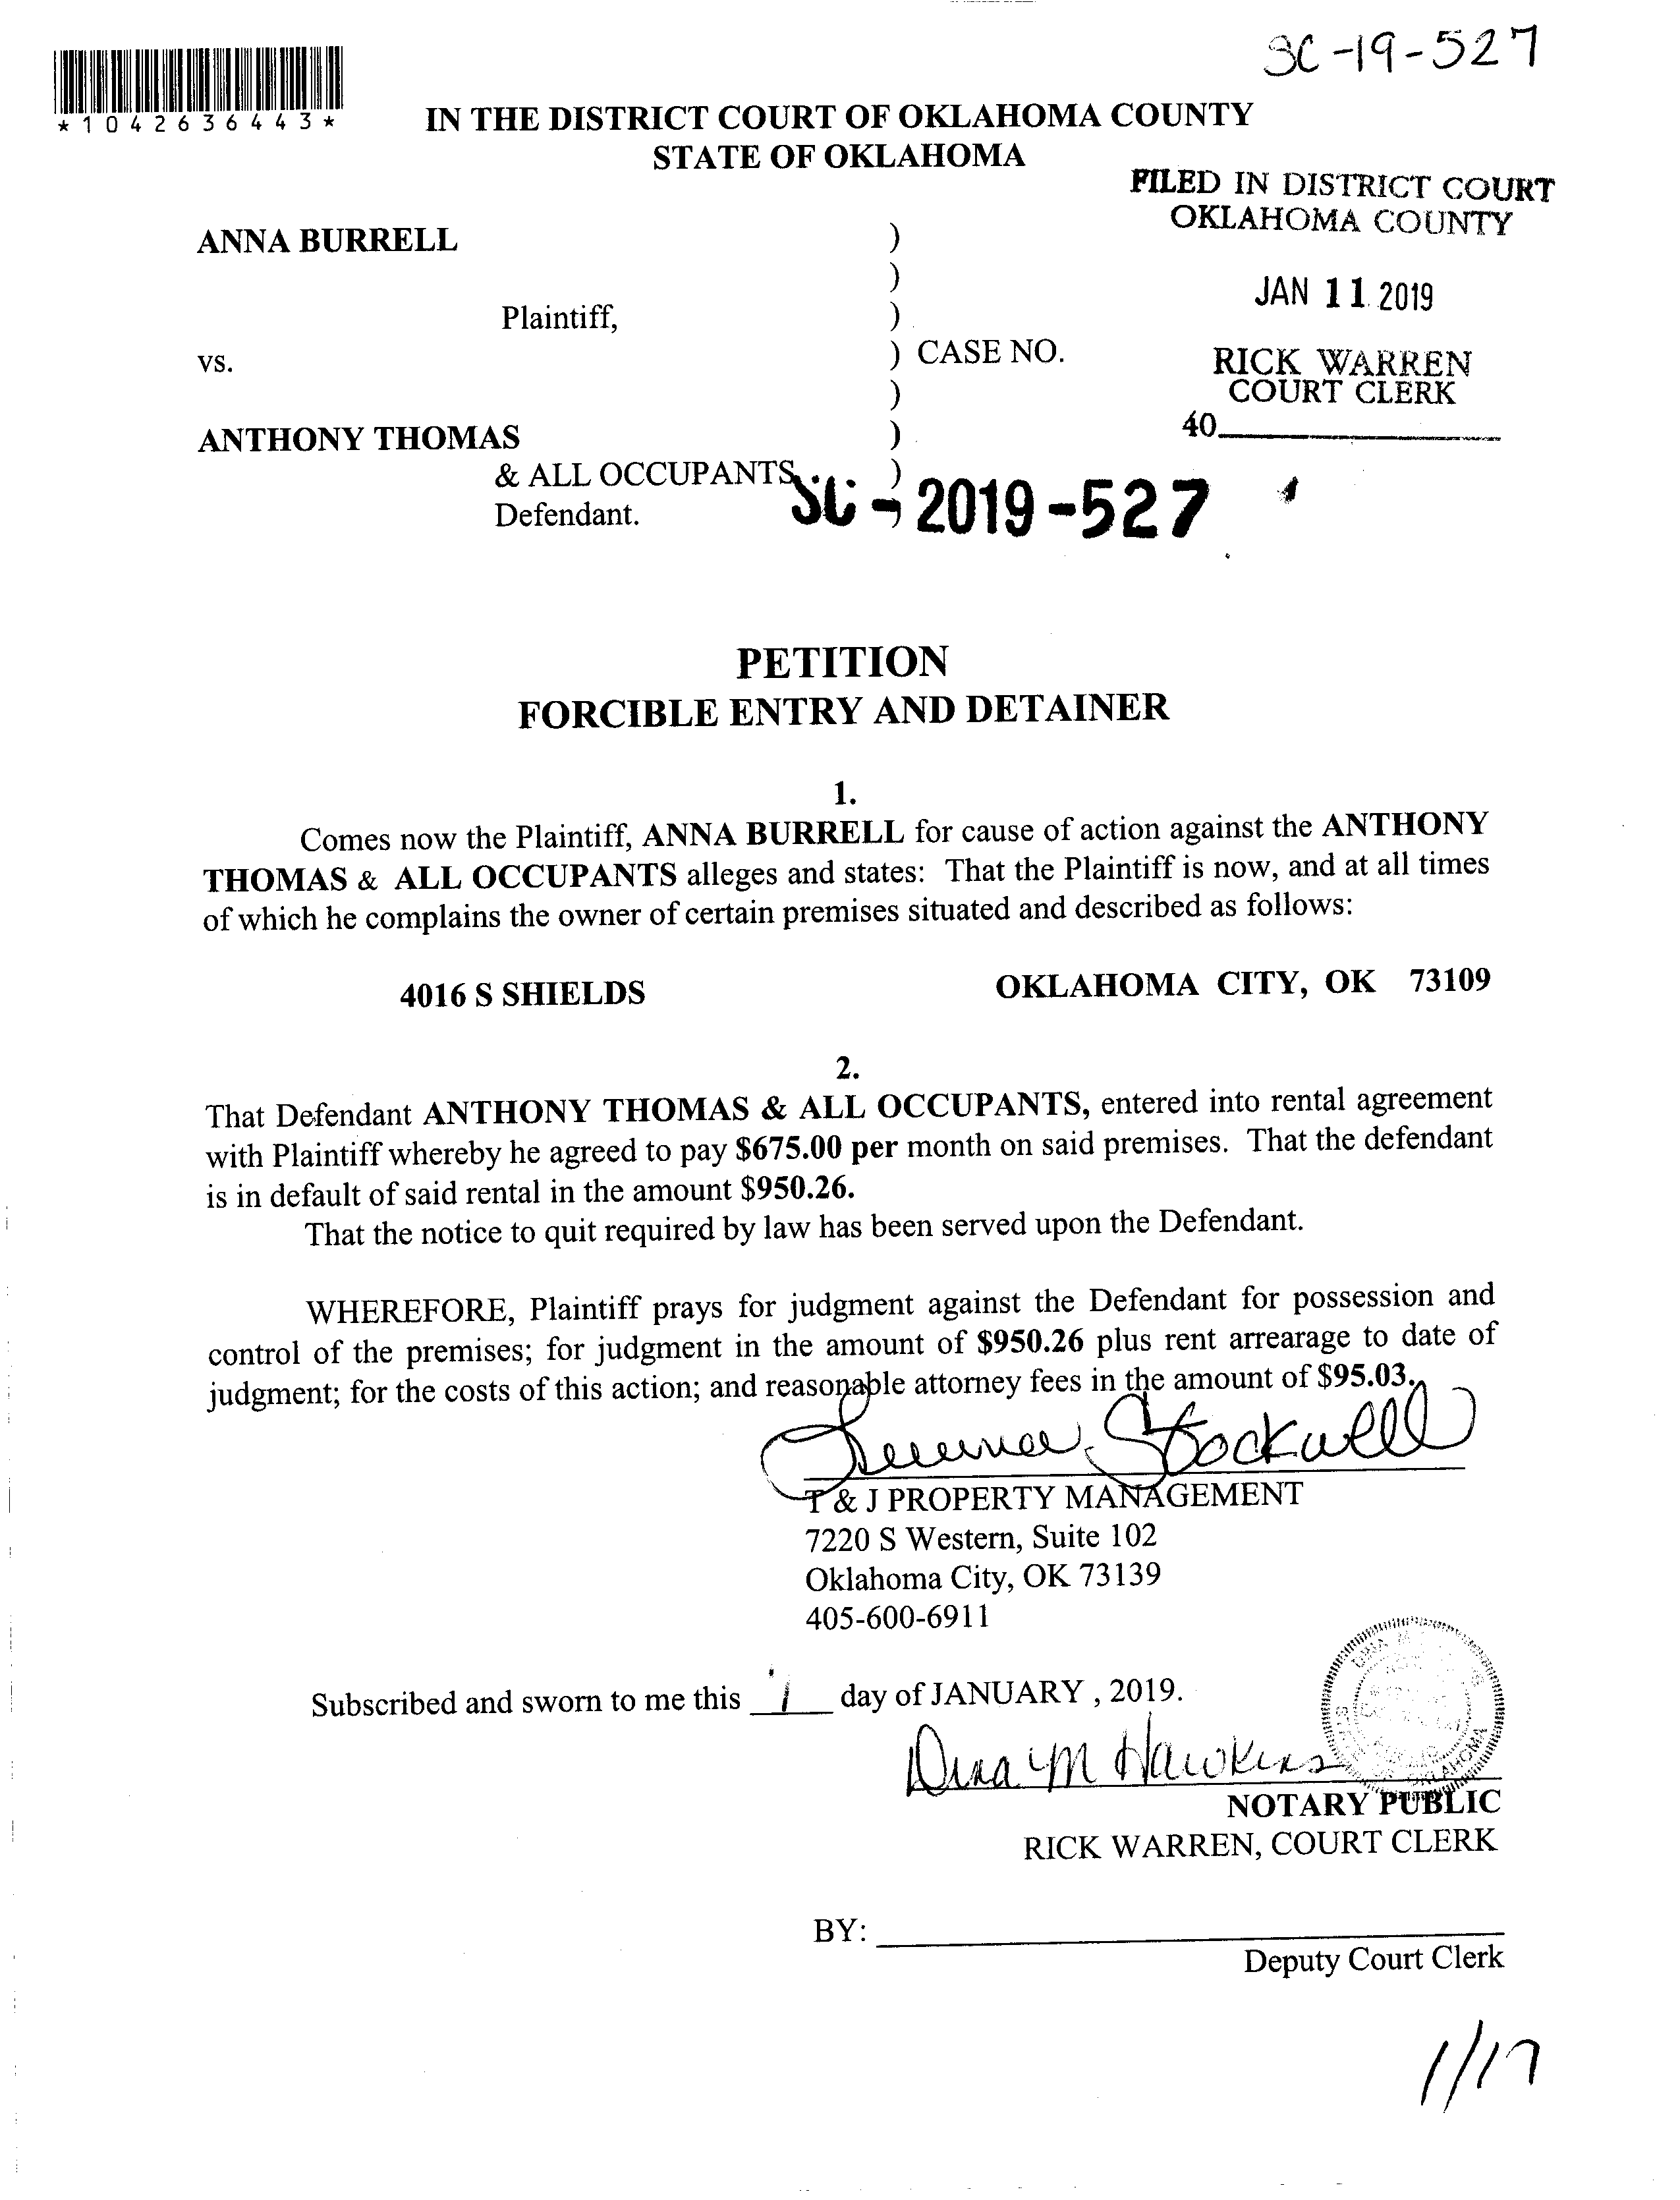 SC-19-527
*1042636443*
IN THE DISTRICT COURT OF OKLAHOMA COUNTY
STATE OF OKLAHOMA
FILED IN DISTRICT COURT
OKLAHOMA COUNTY
JAN 11 2019
RICK WARREN
COURT CLERK
40
ANNA BURRELL )
)
Plaintiff, )
vs. ) CASE NO.
)
ANTHONY THOMAS )
& ALL OCCUPANTS, )
Defendant. )
SC - 2019 - 527
PETITION
FORCIBLE ENTRY AND DETAINER
1.
Comes now the Plaintiff, ANNA BURRELL for cause of action against the ANTHONY
THOMAS & ALL OCCUPANTS alleges and states: That the Plaintiff is now, and at all times
of which he complains the owner of certain premises situated and described as follows:
4016 S SHIELDS OKLAHOMA CITY, OK 73109
2.
That Defendant ANTHONY THOMAS & ALL OCCUPANTS, entered into rental agreement
with Plaintiff whereby he agreed to pay $675.00 per month on said premises. That the defendant
is in default of said rental in the amount $950.26.
That the notice to quit required by law has been served upon the Defendant.
WHEREFORE, Plaintiff prays for judgment against the Defendant for possession and
control of the premises; for judgment in the amount of $950.26 plus rent arrearage to date of
judgment; for the costs of this action; and reasonable attorney fees in the amount of $95.03.
Stockwell
T & J PROPERTY MANAGEMENT
7220 S Western, Suite 102
Oklahoma City, OK 73139
405-600-6911
Subscribed and sworn to me this day of JANUARY , 2019.
Dina M Hawkins
NOTARY PUBLIC
RICK WARREN, COURT CLERK
BY:
Deputy Court Clerk
1/17